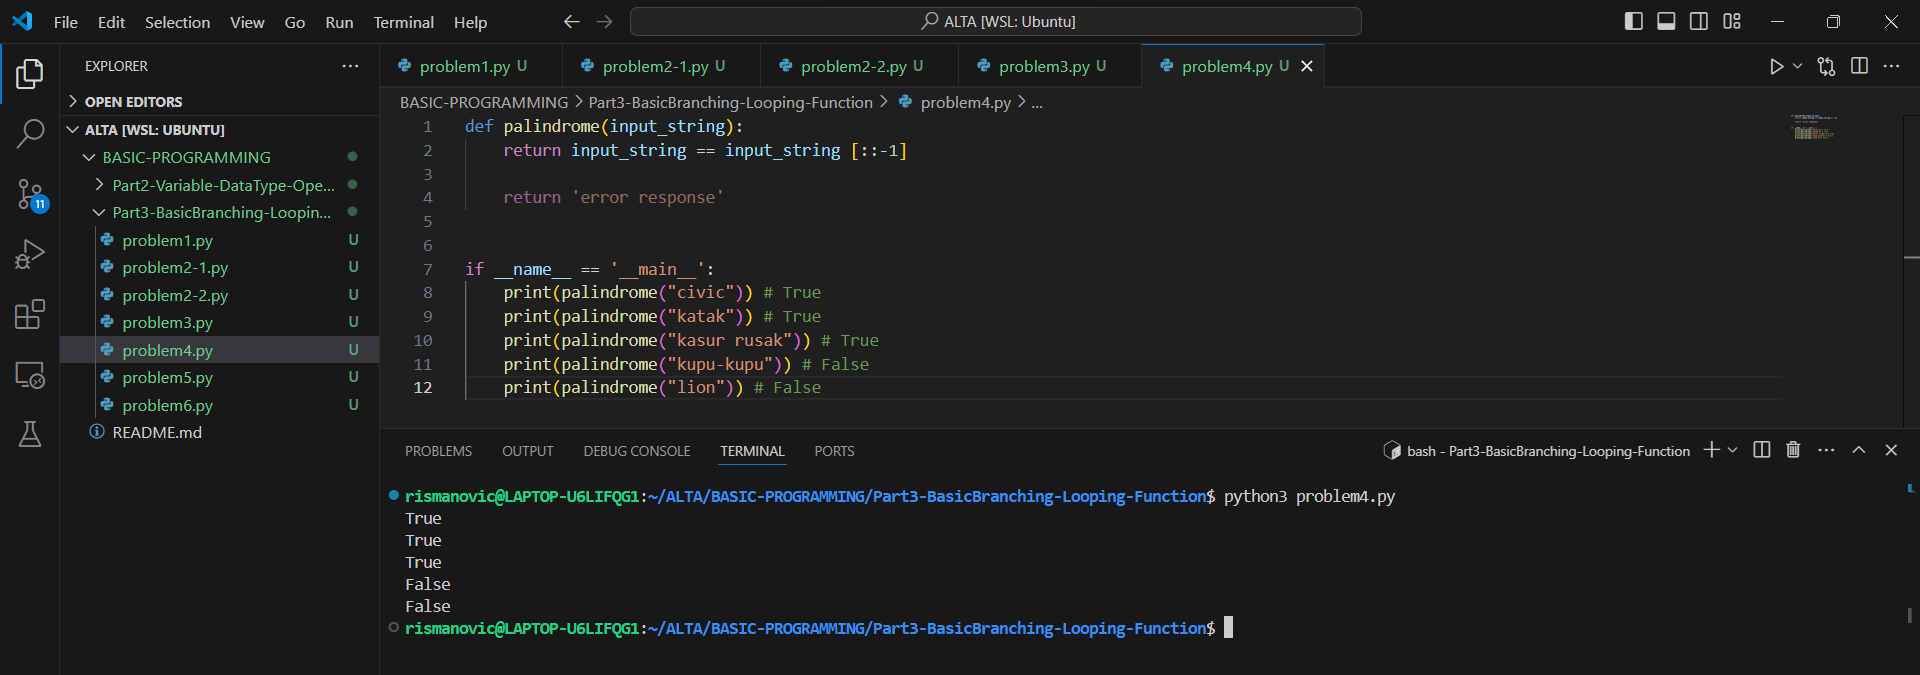 File Edit Selection View Go Run Terminal Help
ALTA [WSL: Ubuntu]
EXPLORER
OPEN EDITORS
ALTA [WSL: UBUNTU]
BASIC-PROGRAMMING
Part2-Variable-DataType-Ope...
Part3-BasicBranching-Loopin...
problem1.py U
problem2-1.py U
problem2-2.py U
problem3.py U
problem4.py U
problem5.py U
problem6.py U
README.md
11
problem1.py U problem2-1.py U problem2-2.py U problem3.py U problem4.py U
BASIC-PROGRAMMING > Part3-BasicBranching-Looping-Function > problem4.py > ...
1 def palindrome(input_string):
2 return input_string == input_string [::-1]
3
4 return 'error response'
5
6
7 if __name__ == '__main__':
8 print(palindrome("civic")) # True
9 print(palindrome("katak")) # True
10 print(palindrome("kasur rusak")) # True
11 print(palindrome("kupu-kupu")) # False
12 print(palindrome("lion")) # False
PROBLEMS OUTPUT DEBUG CONSOLE TERMINAL PORTS
bash - Part3-BasicBranching-Looping-Function
rismanovic@LAPTOP-U6LIFQG1:~/ALTA/BASIC-PROGRAMMING/Part3-BasicBranching-Looping-Function$ python3 problem4.py
True
True
True
False
False
rismanovic@LAPTOP-U6LIFQG1:~/ALTA/BASIC-PROGRAMMING/Part3-BasicBranching-Looping-Function$